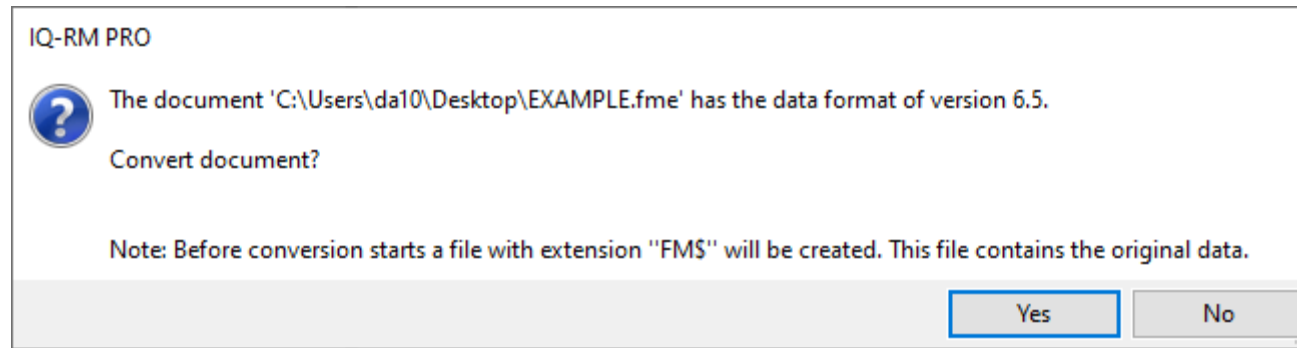 IQ-RM PRO
The document 'C:\Users\da10\Desktop\EXAMPLE.fme' has the data format of version 6.5.
Convert document?
Note: Before conversion starts a file with extension ''FM$'' will be created. This file contains the original data.
Yes No